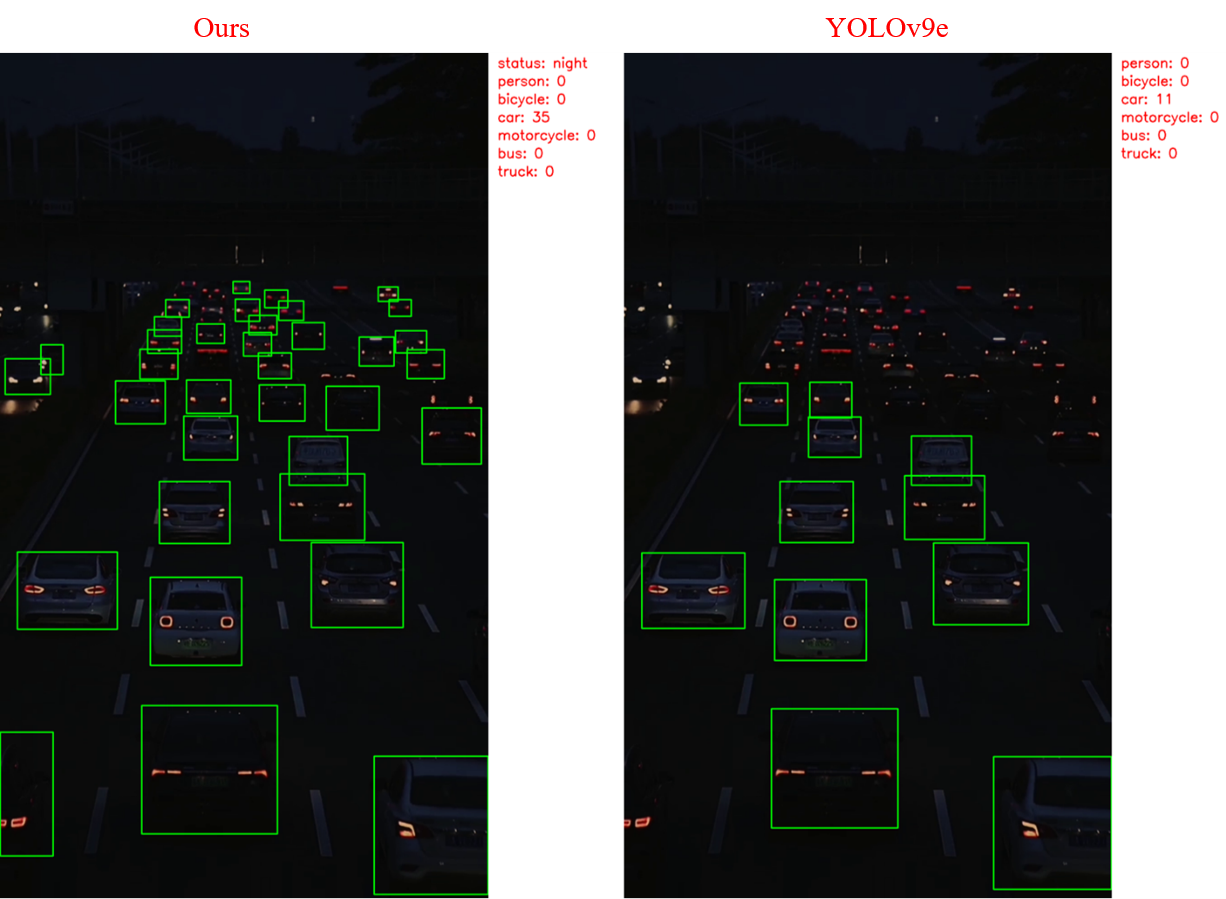 Ours
YOLOv9e
status: night
person: 0
bicycle: 0
car: 35
motorcycle: 0
bus: 0
truck: 0
person: 0
bicycle: 0
car: 11
motorcycle: 0
bus: 0
truck: 0